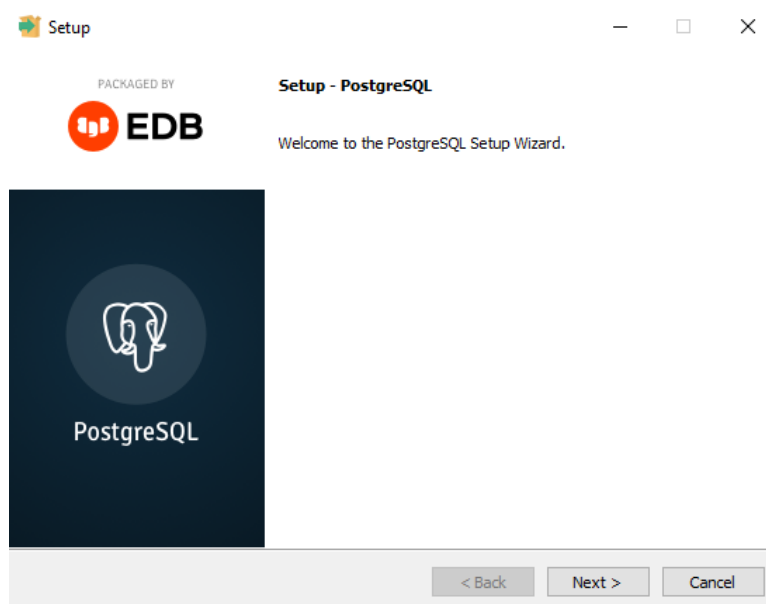 Setup
PACKAGED BY
EDB
Setup - PostgreSQL
Welcome to the PostgreSQL Setup Wizard.
PostgreSQL
< Back
Next >
Cancel